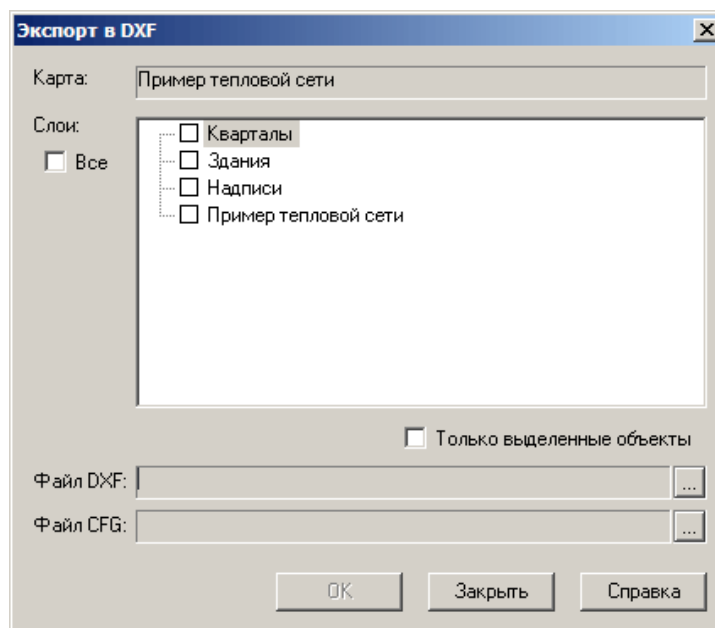 Экспорт в DXF
Карта: Пример тепловой сети
Слои:
Все
Кварталы
Здания
Надписи
Пример тепловой сети
Только выделенные объекты
Файл DXF: ...
Файл CFG: ...
OK Закрыть Справка